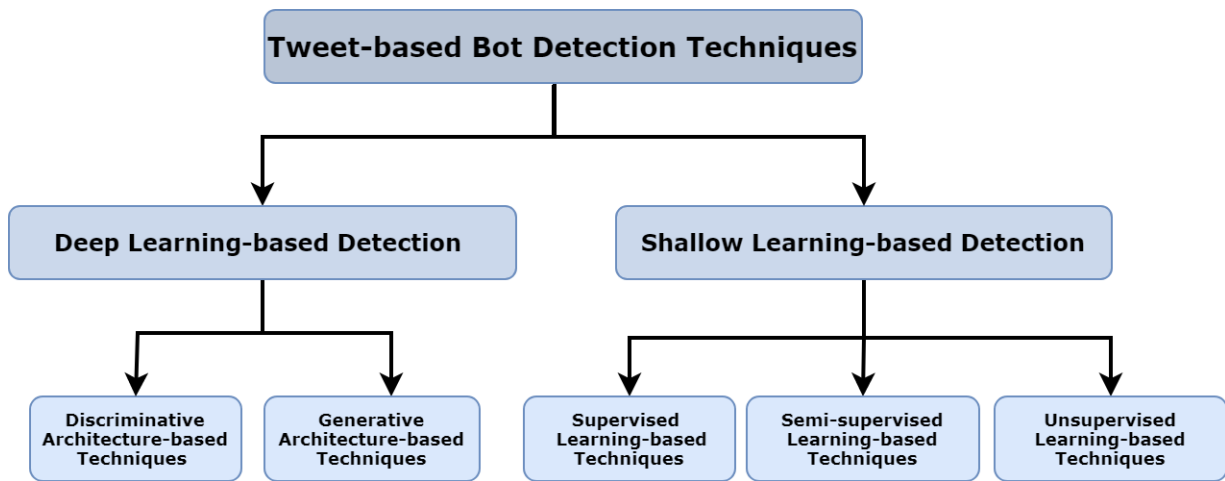 Tweet-based Bot Detection Techniques
Deep Learning-based Detection
Shallow Learning-based Detection
Discriminative
Architecture-based
Techniques
Generative
Architecture-based
Techniques
Supervised
Learning-based
Techniques
Semi-supervised
Learning-based
Techniques
Unsupervised
Learning-based
Techniques